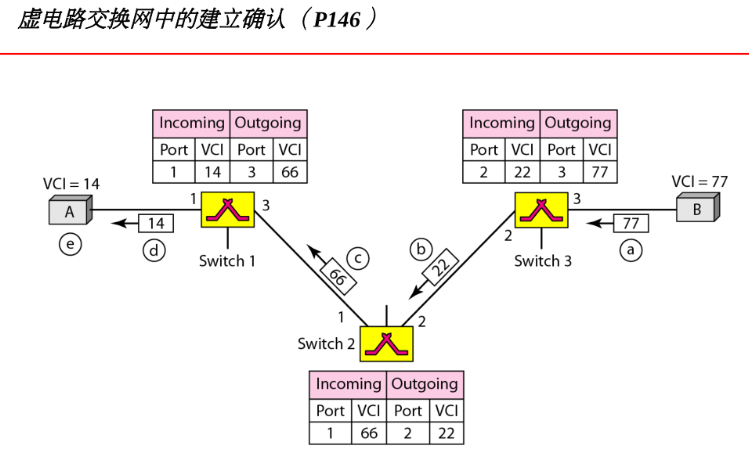 虚电路交换网中的建立确认（P146）
Incoming Outgoing
Port VCI Port VCI
1 14 3 66
Incoming Outgoing
Port VCI Port VCI
2 22 3 77
VCI = 14
VCI = 77
A
1
3
14
e
d
Switch 1
B
3
2
77
a
Switch 3
c
66
b
22
1
2
Switch 2
Incoming Outgoing
Port VCI Port VCI
1 66 2 22